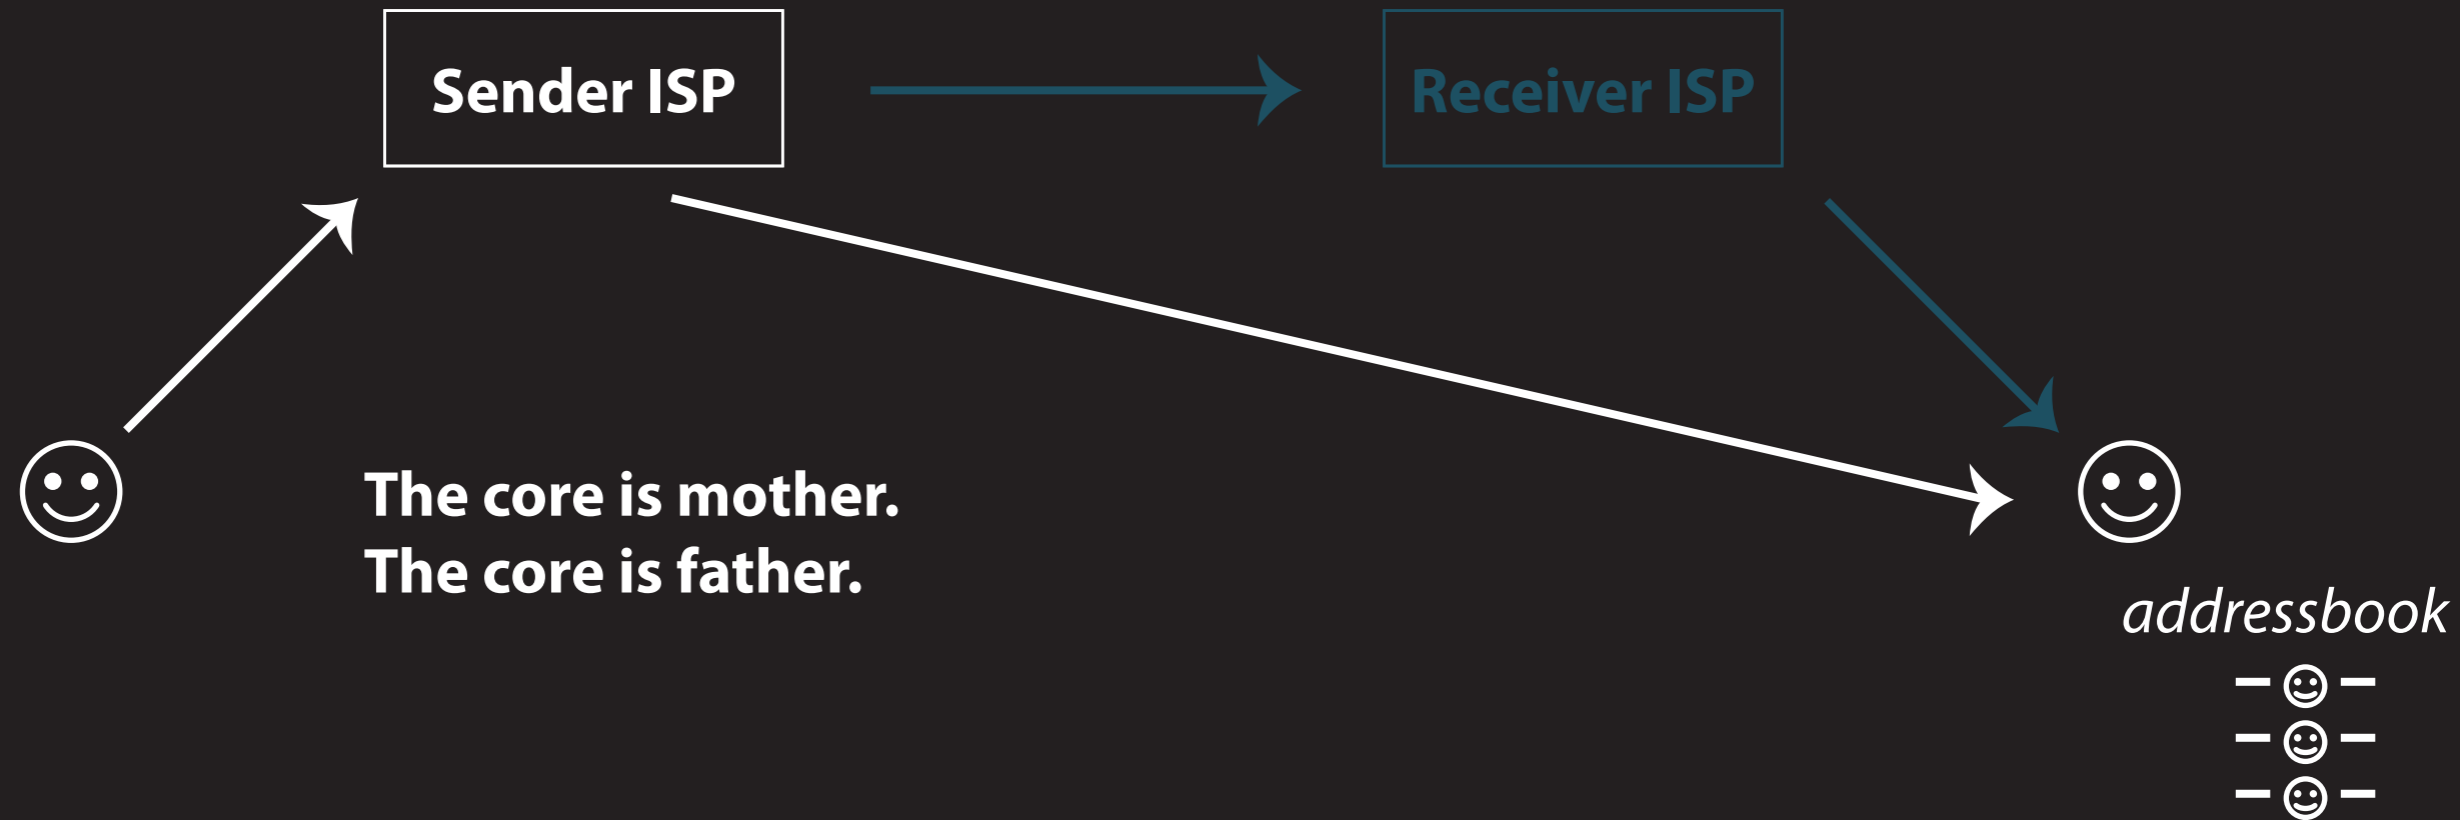 Sender ISP
Receiver ISP
The core is mother.
The core is father.
addressbook